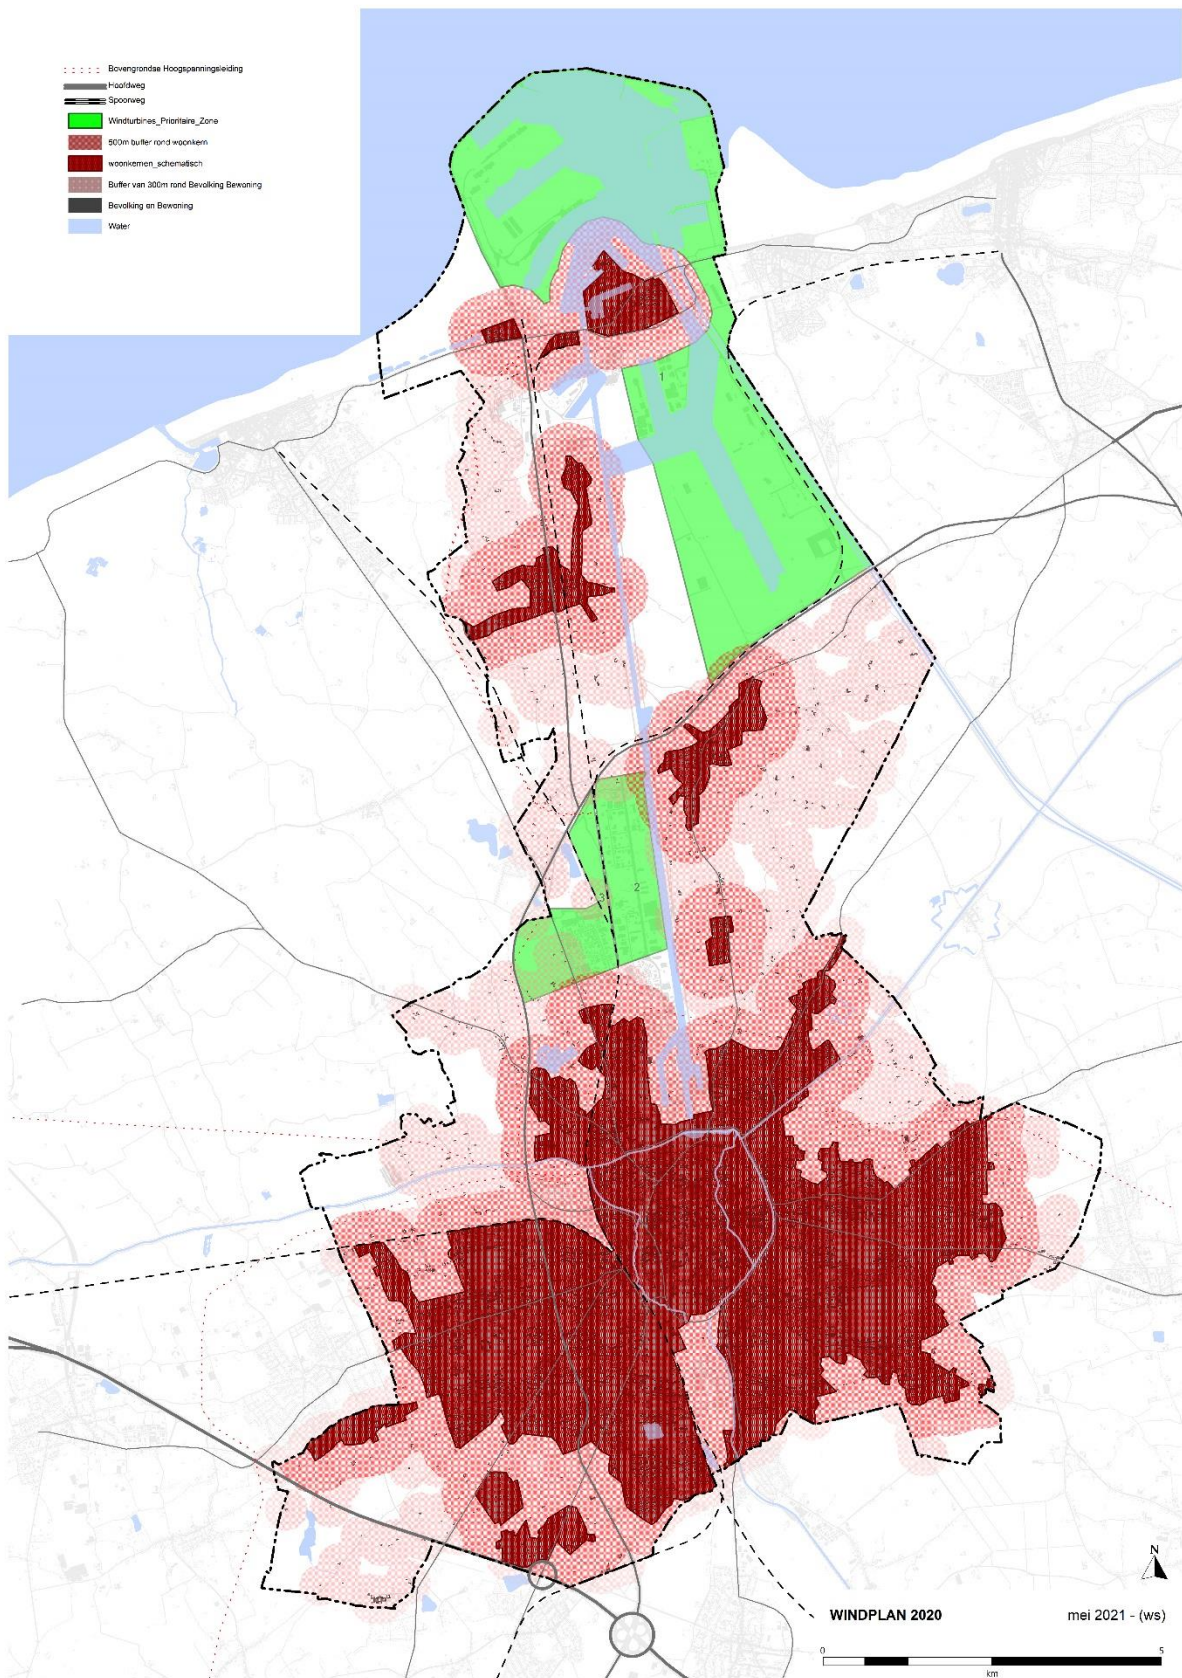 Bovengrondse Hoogspanningsleiding
Hoofdweg
Spoorweg
Windturbines_Prioritaire_Zone
500m buffer rond woonkern
woonkernen_schematisch
Buffer van 300m rond Bevolking Bewoning
Bevolking en Bewoning
Water
1
2
3
N
WINDPLAN 2020
mei 2021 - (ws)
0
5
km